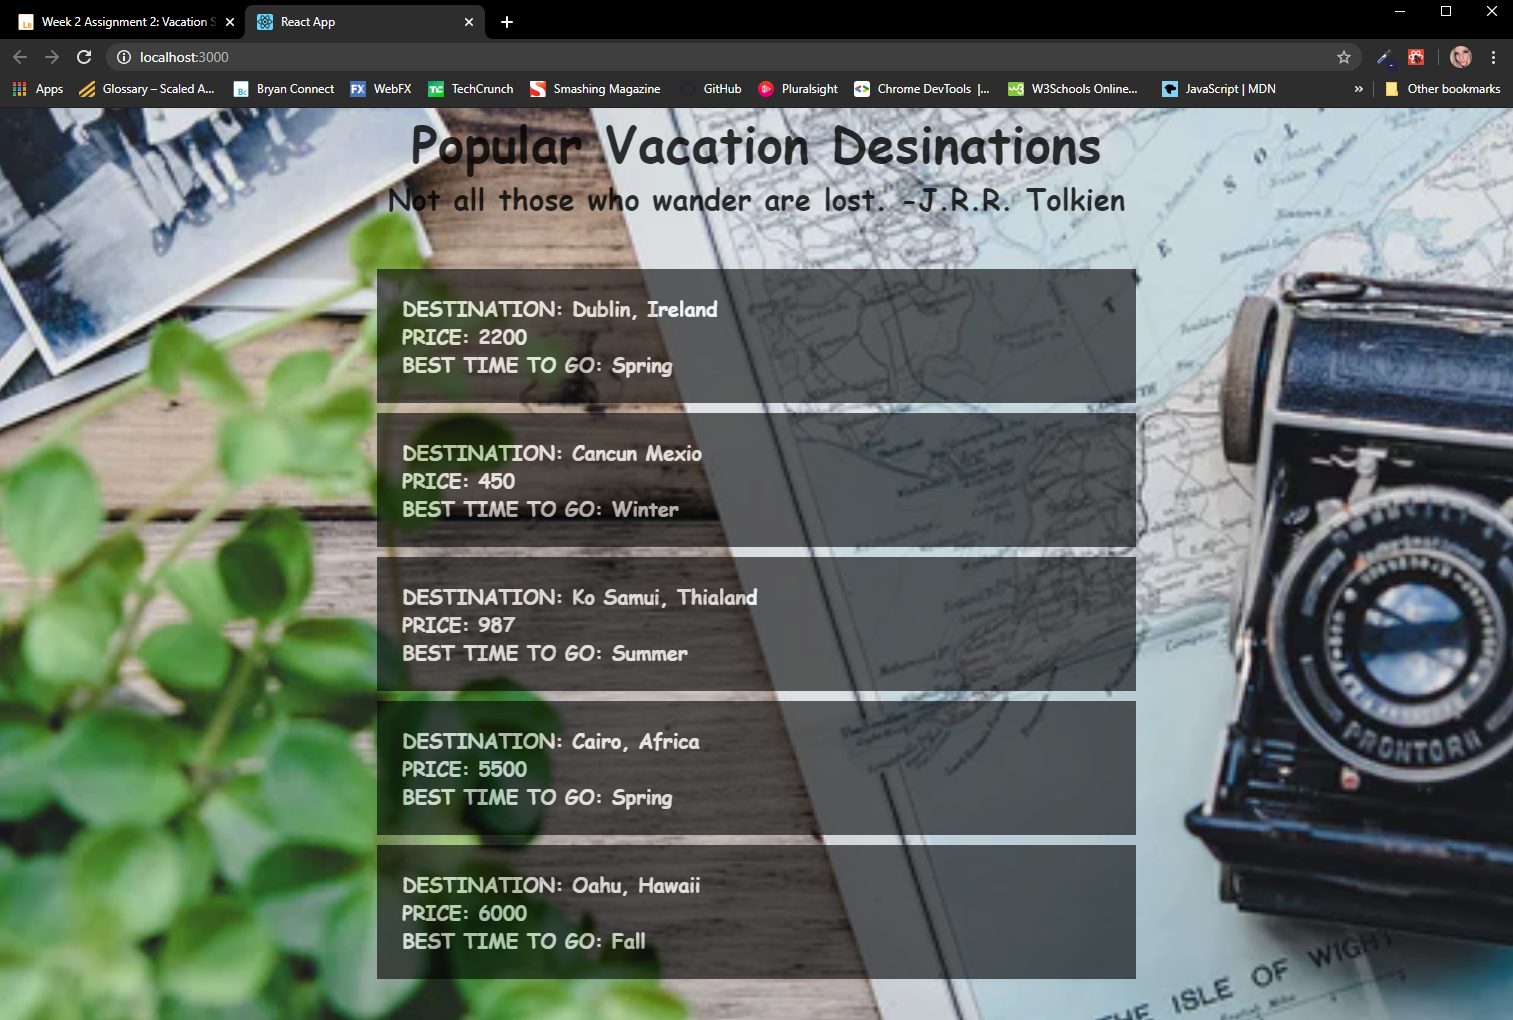 Week 2 Assignment 2: Vacation S
React App
localhost:3000
Apps
Glossary – Scaled A...
Bryan Connect
WebFX
TechCrunch
Smashing Magazine
GitHub
Pluralsight
Chrome DevTools |...
W3Schools Online...
JavaScript | MDN
»
Other bookmarks
Popular Vacation Desinations
Not all those who wander are lost." -J.R.R. Tolkien
DESTINATION: Dublin, Ireland
PRICE: 2200
BEST TIME TO GO: Spring
DESTINATION: Cancun Mexio
PRICE: 450
BEST TIME TO GO: Winter
DESTINATION: Ko Samui, Thialand
PRICE: 987
BEST TIME TO GO: Summer
DESTINATION: Cairo, Africa
PRICE: 5500
BEST TIME TO GO: Spring
DESTINATION: Oahu, Hawaii
PRICE: 6000
BEST TIME TO GO: Fall
PRONTOR II
THE ISLE OF WIGHT